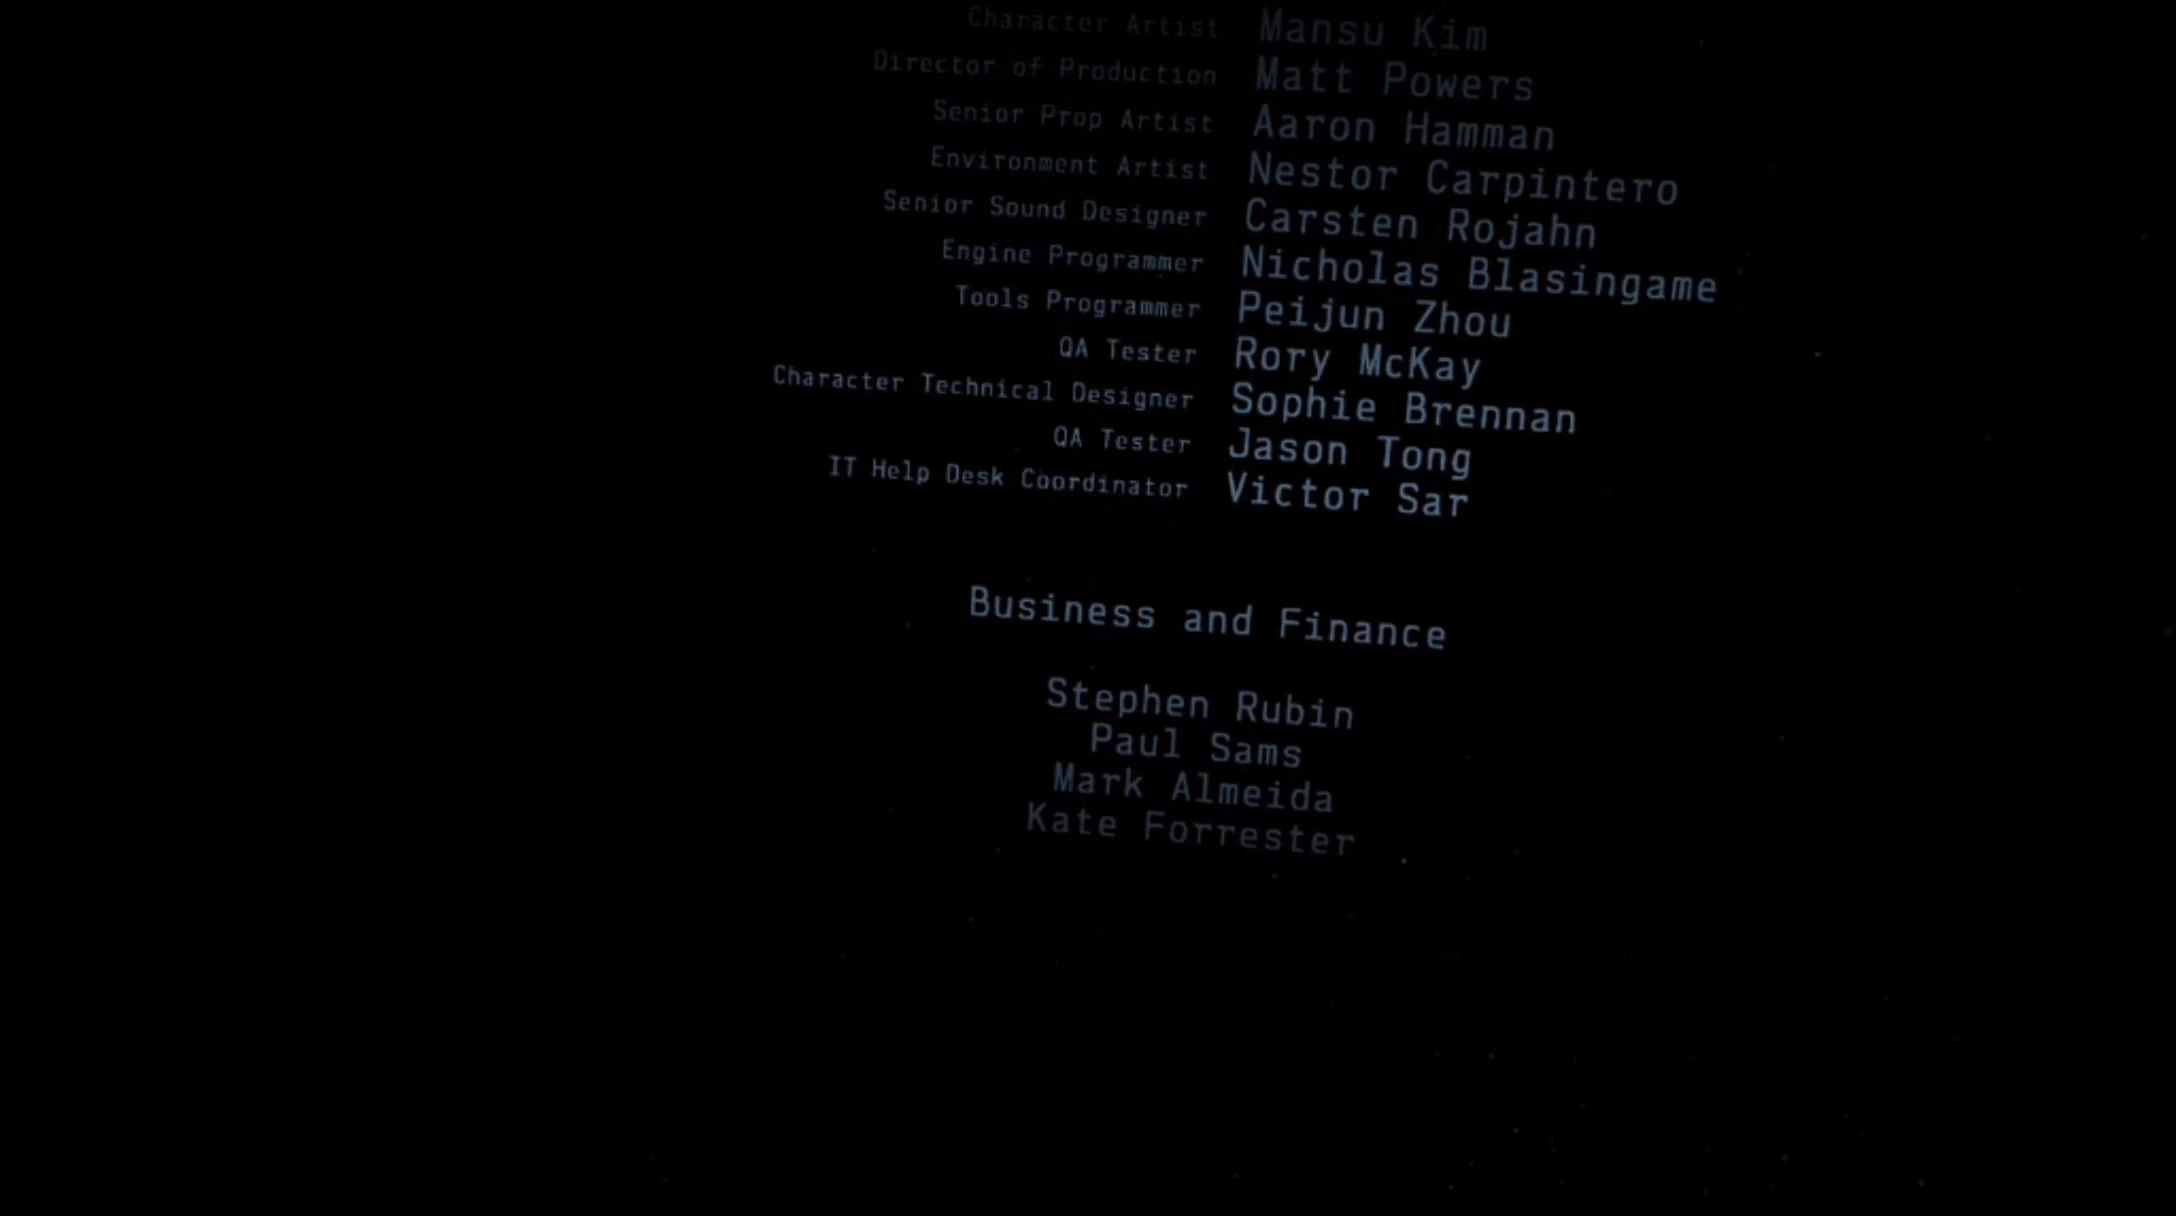 Character Artist Mansu Kim
Director of Production Matt Powers
Senior Prop Artist Aaron Hamman
Environment Artist Nestor Carpintero
Senior Sound Designer Carsten Rojahn
Engine Programmer Nicholas Blasingame
Tools Programmer Peijun Zhou
QA Tester Rory McKay
Character Technical Designer Sophie Brennan
QA Tester Jason Tong
IT Help Desk Coordinator Victor Sar
Business and Finance
Stephen Rubin
Paul Sams
Mark Almeida
Kate Forrester